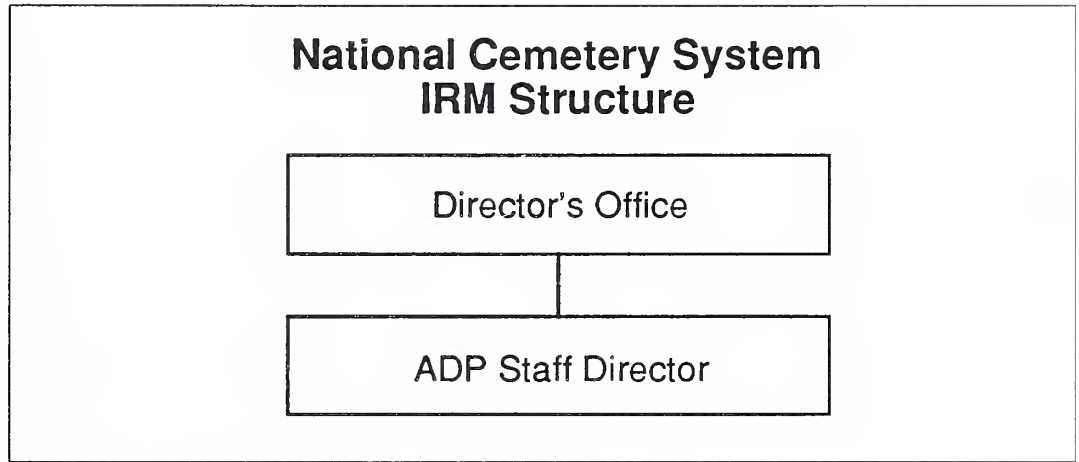 National Cemetery System
IRM Structure
Director's Office
ADP Staff Director